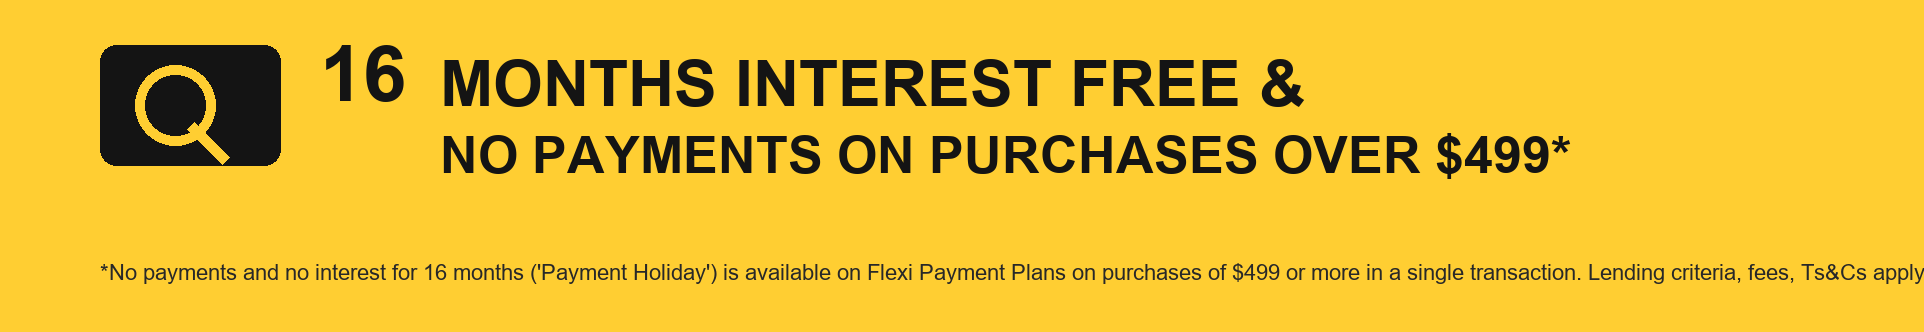 16 MONTHS INTEREST FREE &
NO PAYMENTS ON PURCHASES OVER $499*
*No payments and no interest for 16 months ('Payment Holiday') is available on Flexi Payment Plans on purchases of $499 or more in a single transaction. Lending criteria, fees, Ts&Cs apply